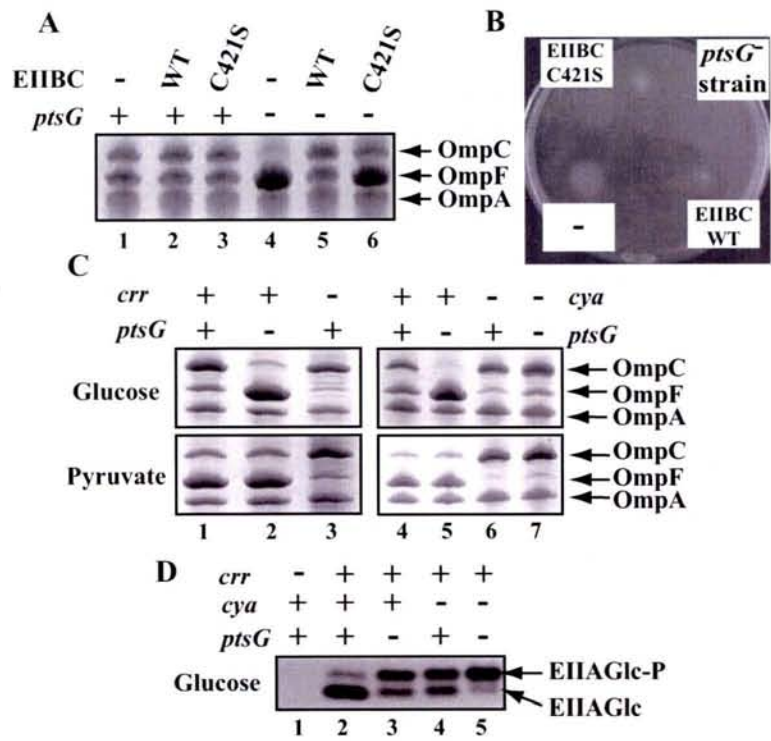 A
EIIBC - WT C421S - WT C421S
ptsG + + + - - -
OmpC
OmpF
OmpA
1 2 3 4 5 6
B
EIIBC
C421S
ptsG-
strain
-
EIIBC
WT
C
crr + + - + + - - cya
ptsG + - + + - + - ptsG
Glucose
OmpC
OmpF
OmpA
Pyruvate
OmpC
OmpF
OmpA
1 2 3 4 5 6 7
D
crr - + + + +
cya + + + - -
ptsG + + - + -
Glucose
EIIAGlc-P
EIIAGlc
1 2 3 4 5